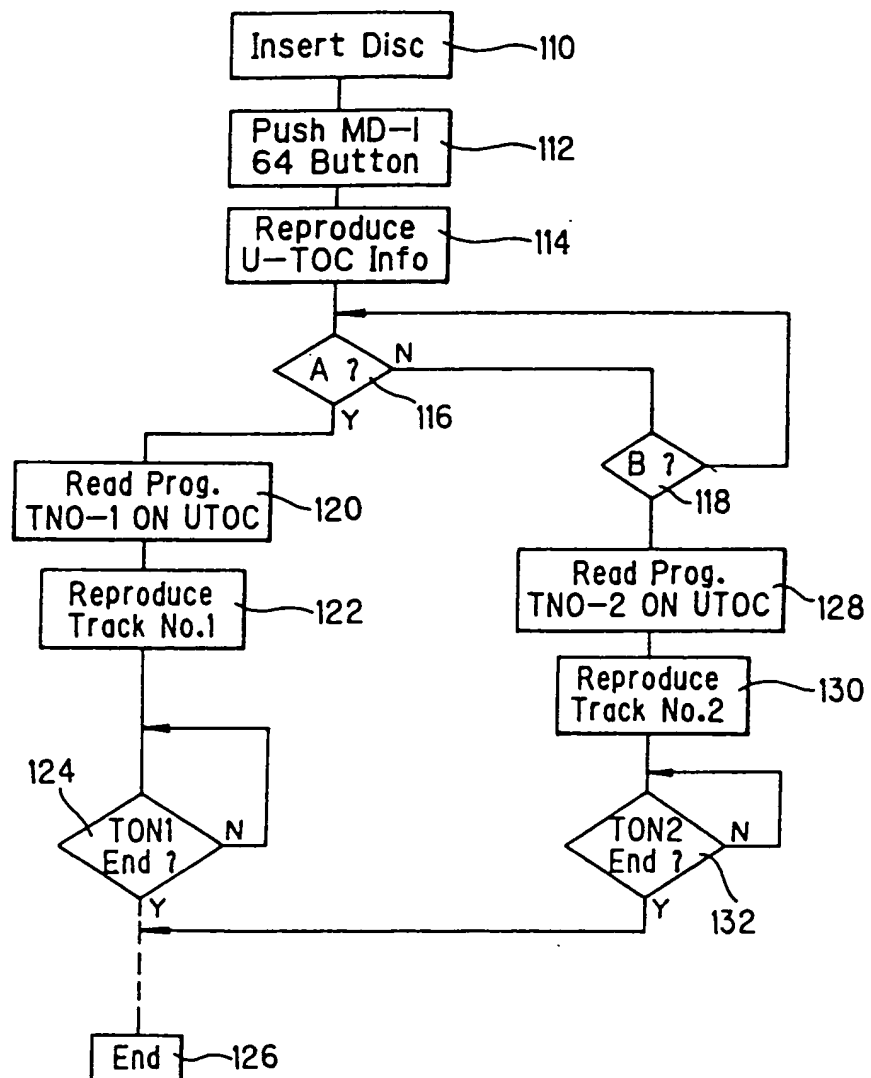 Insert Disc
110
Push MD-1
64 Button
112
Reproduce
U-TOC Info
114
A ?
N
116
Y
B ?
118
Read Prog.
TNO-1 ON UTOC
120
Reproduce
Track No.1
122
Read Prog.
TNO-2 ON UTOC
128
Reproduce
Track No.2
130
124
TON1
End ?
N
Y
TON2
End ?
N
Y
132
End
126